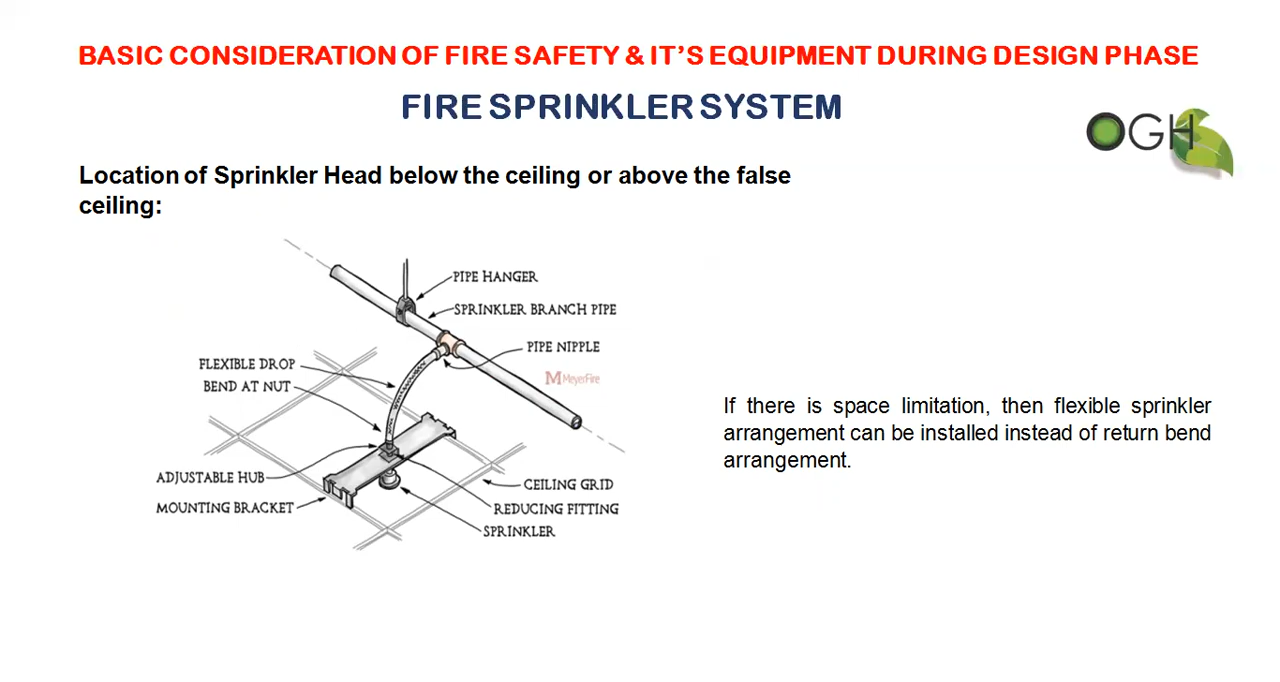 BASIC CONSIDERATION OF FIRE SAFETY & IT'S EQUIPMENT DURING DESIGN PHASE
FIRE SPRINKLER SYSTEM
OGH
Location of Sprinkler Head below the ceiling or above the false
ceiling:
PIPE HANGER
SPRINKLER BRANCH PIPE
PIPE NIPPLE
FLEXIBLE DROP
BEND AT NUT
MeyerFire
If there is space limitation, then flexible sprinkler
arrangement can be installed instead of return bend
arrangement.
ADJUSTABLE HUB
MOUNTING BRACKET
CEILING GRID
REDUCING FITTING
SPRINKLER